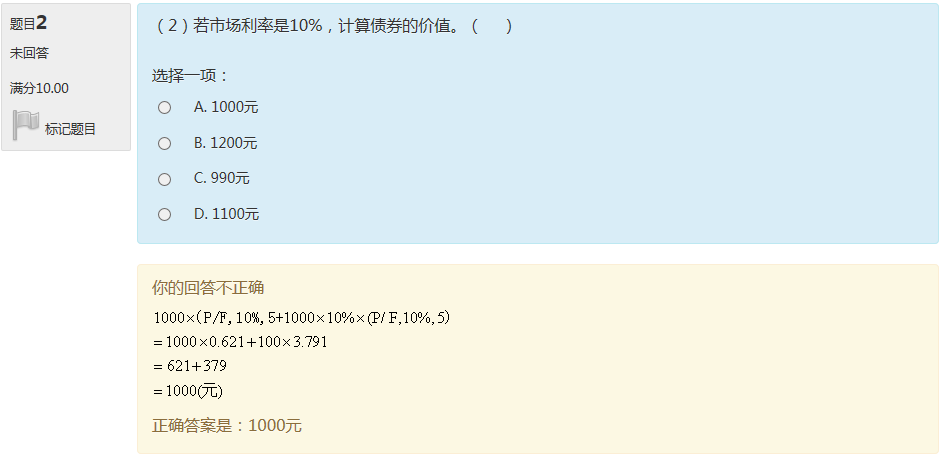 题目2
未回答
满分10.00
标记题目
（2）若市场利率是10%，计算债券的价值。（ ）
选择一项：
A. 1000元
B. 1200元
C. 990元
D. 1100元
你的回答不正确
1000×(P/F, 10%, 5+1000×10%×(P/ F,10%, 5)
=1000×0.621+100×3.791
= 621+379
=1000(元)
正确答案是：1000元